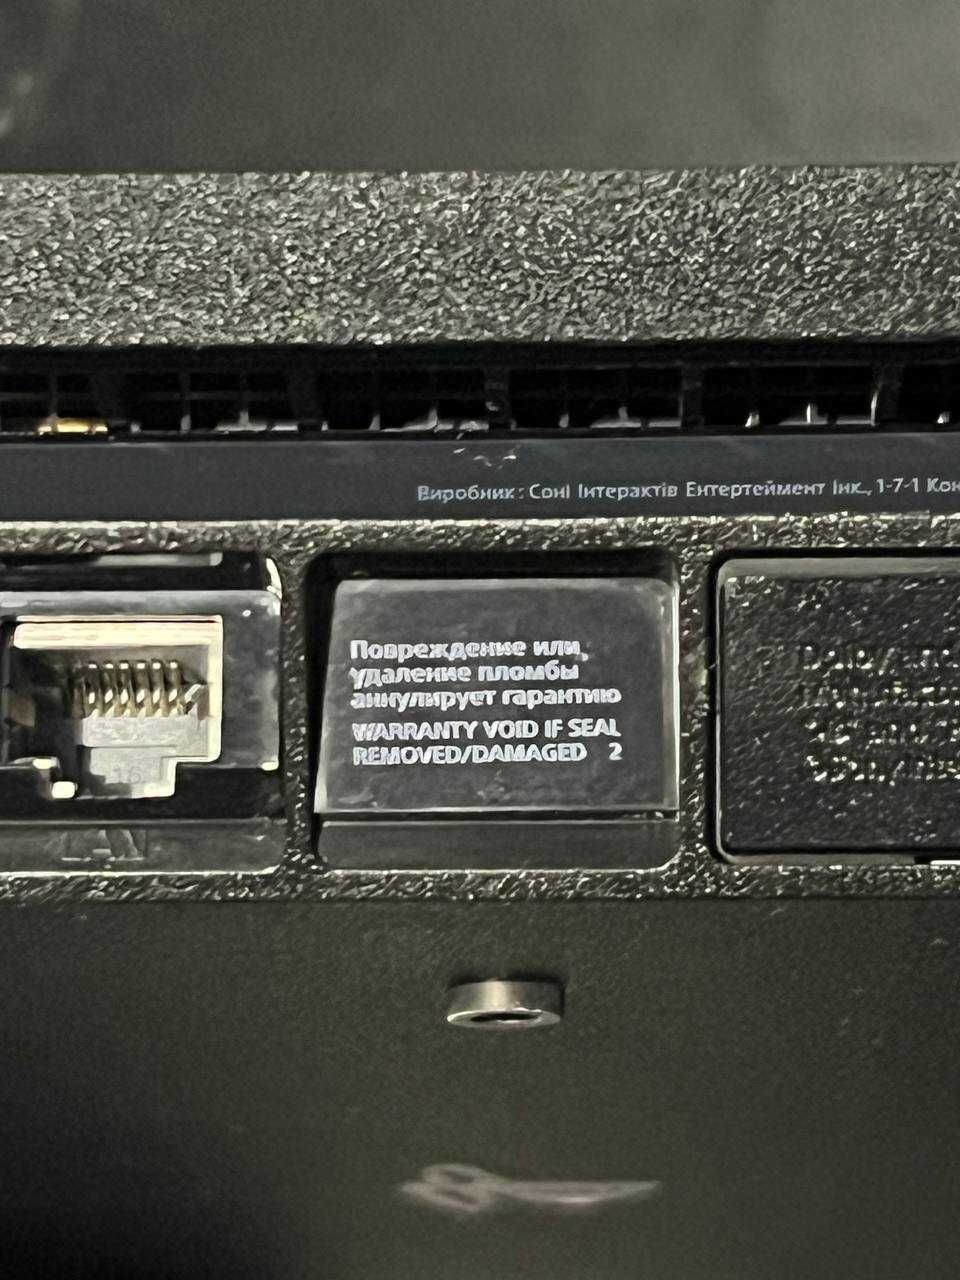 Виробник : Соні Інтерактів Ентертеймент Інк., 1-7-1 Кон
Повреждение или,
удаление пломбы
аннулирует гарантию
WARRANTY VOID IF SEAL
REMOVED/DAMAGED 2